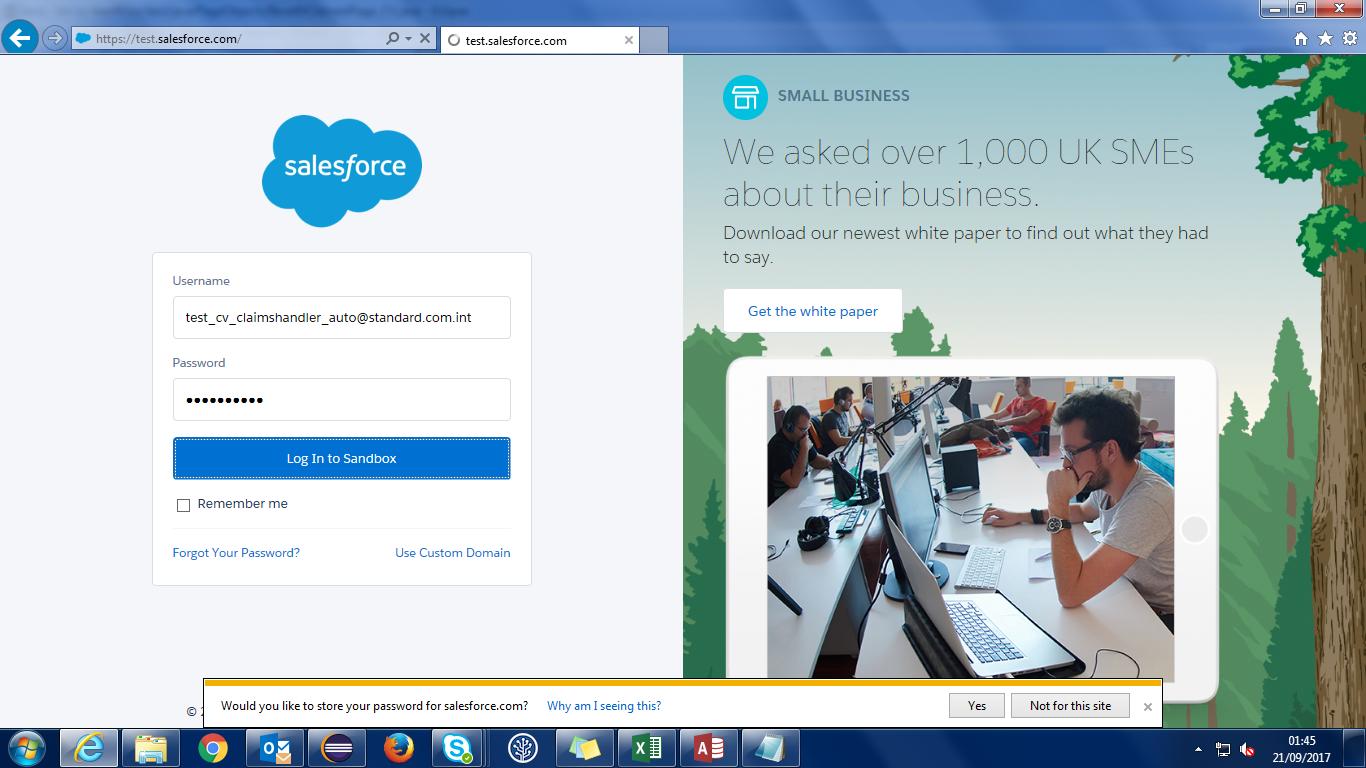 https://test.salesforce.com/
test.salesforce.com
salesforce
Username
test_cv_claimshandler_auto@standard.com.int
Password
••••••••••
Log In to Sandbox
Remember me
Forgot Your Password?
Use Custom Domain
SMALL BUSINESS
We asked over 1,000 UK SMEs
about their business.
Download our newest white paper to find out what they had
to say.
Get the white paper
©
Would you like to store your password for salesforce.com?
Why am I seeing this?
Yes
Not for this site
01:45
21/09/2017